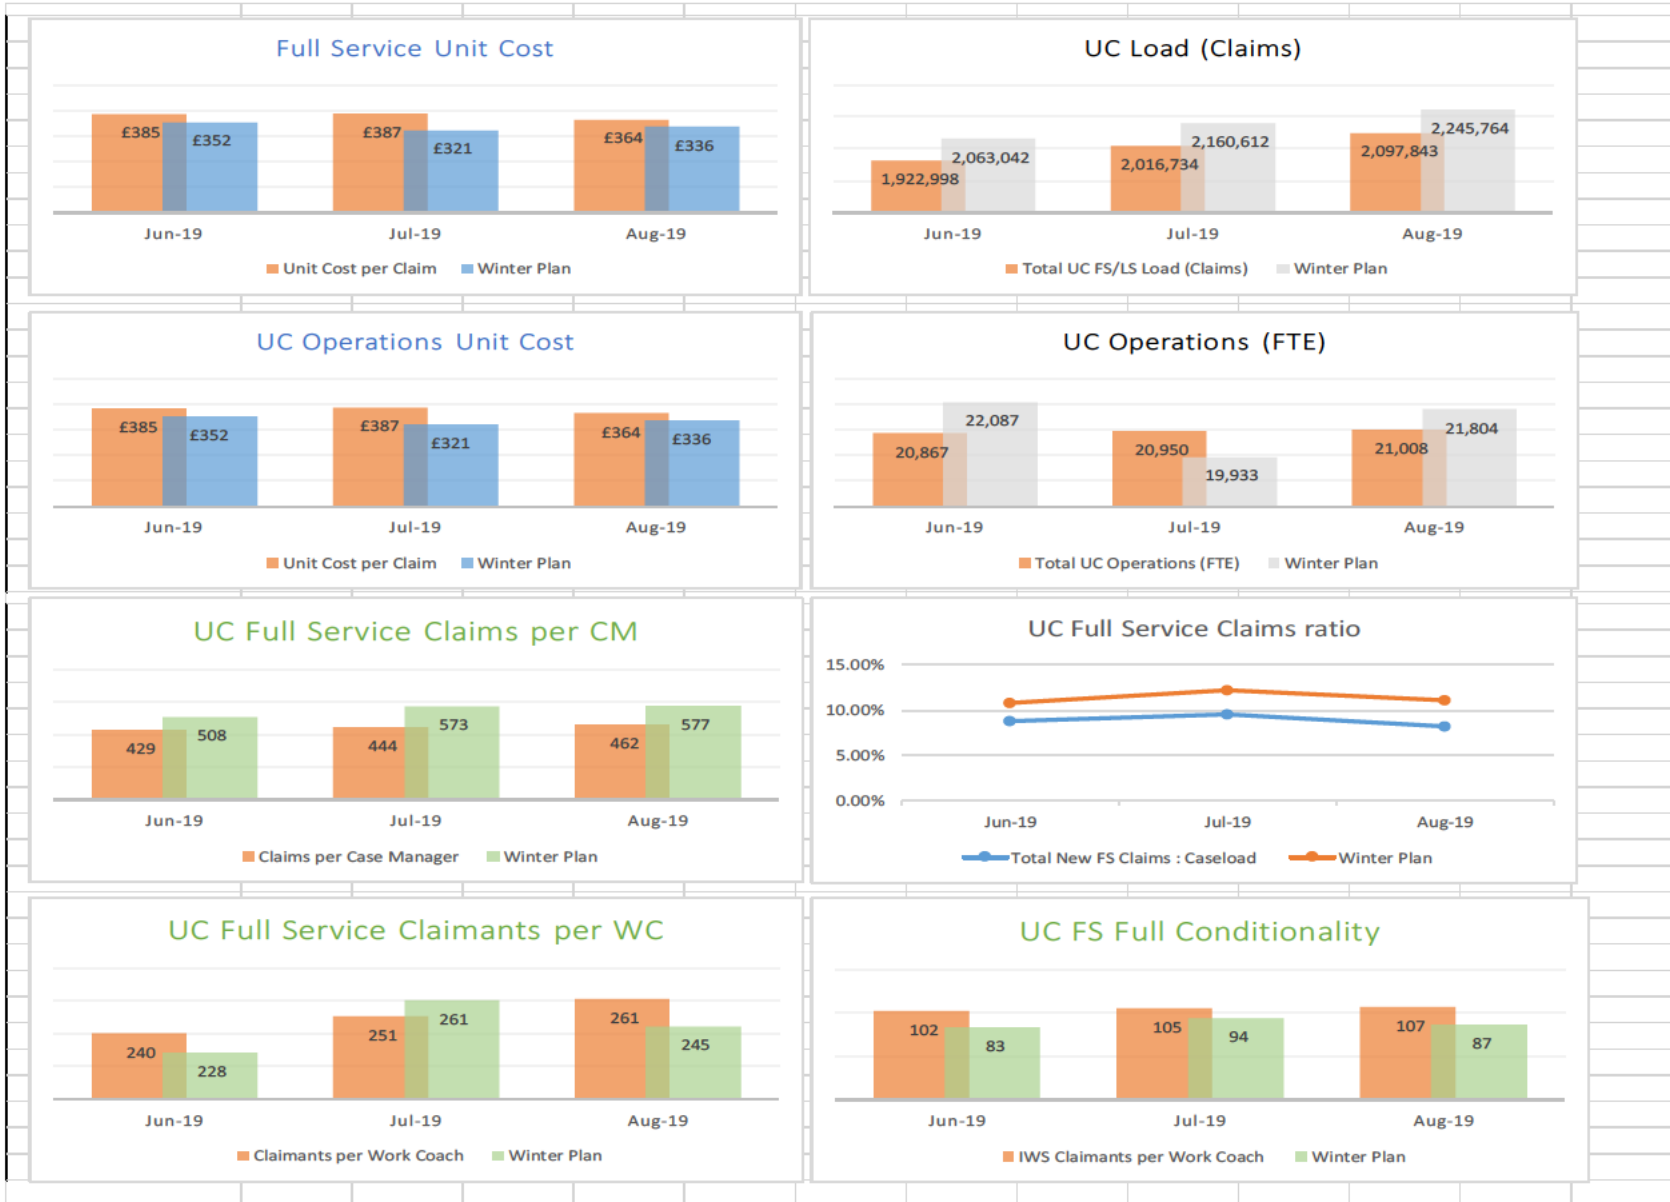 Full Service Unit Cost
£385 £352 £387 £321 £364 £336
Jun-19 Jul-19 Aug-19
Unit Cost per Claim Winter Plan
UC Load (Claims)
1,922,998 2,063,042 2,016,734 2,160,612 2,097,843 2,245,764
Jun-19 Jul-19 Aug-19
Total UC FS/LS Load (Claims) Winter Plan
UC Operations Unit Cost
£385 £352 £387 £321 £364 £336
Jun-19 Jul-19 Aug-19
Unit Cost per Claim Winter Plan
UC Operations (FTE)
20,867 22,087 20,950 19,933 21,008 21,804
Jun-19 Jul-19 Aug-19
Total UC Operations (FTE) Winter Plan
UC Full Service Claims per CM
429 508 444 573 462 577
Jun-19 Jul-19 Aug-19
Claims per Case Manager Winter Plan
UC Full Service Claims ratio
15.00%
10.00%
5.00%
0.00%
Jun-19 Jul-19 Aug-19
Total New FS Claims : Caseload Winter Plan
UC Full Service Claimants per WC
240 228 251 261 261 245
Jun-19 Jul-19 Aug-19
Claimants per Work Coach Winter Plan
UC FS Full Conditionality
102 83 105 94 107 87
Jun-19 Jul-19 Aug-19
IWS Claimants per Work Coach Winter Plan